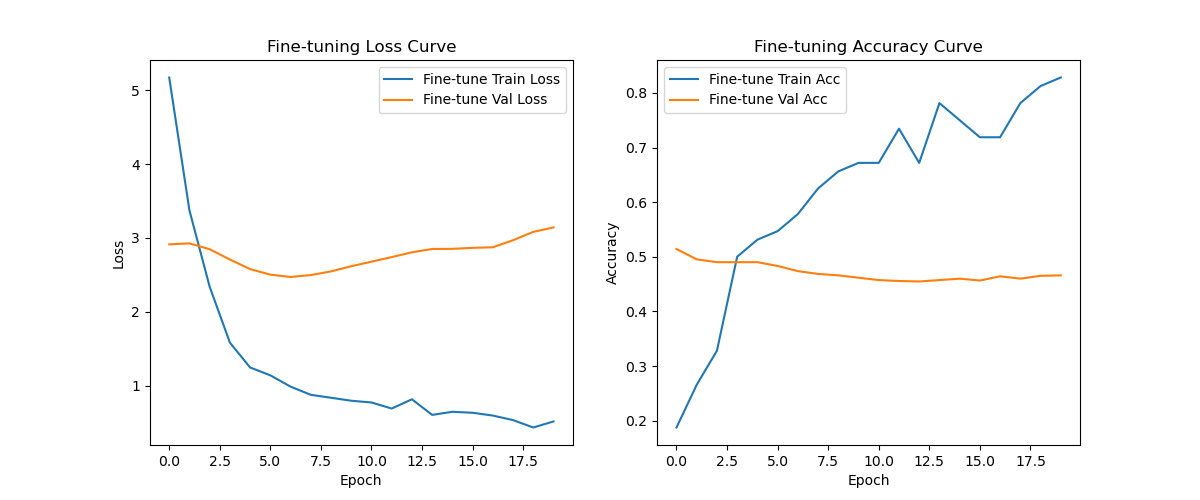 Fine-tuning Loss Curve
Fine-tune Train Loss
Fine-tune Val Loss
5
4
3
2
1
Loss
0.0 2.5 5.0 7.5 10.0 12.5 15.0 17.5
Epoch
Fine-tuning Accuracy Curve
Fine-tune Train Acc
Fine-tune Val Acc
0.8
0.7
0.6
0.5
0.4
0.3
0.2
Accuracy
0.0 2.5 5.0 7.5 10.0 12.5 15.0 17.5
Epoch